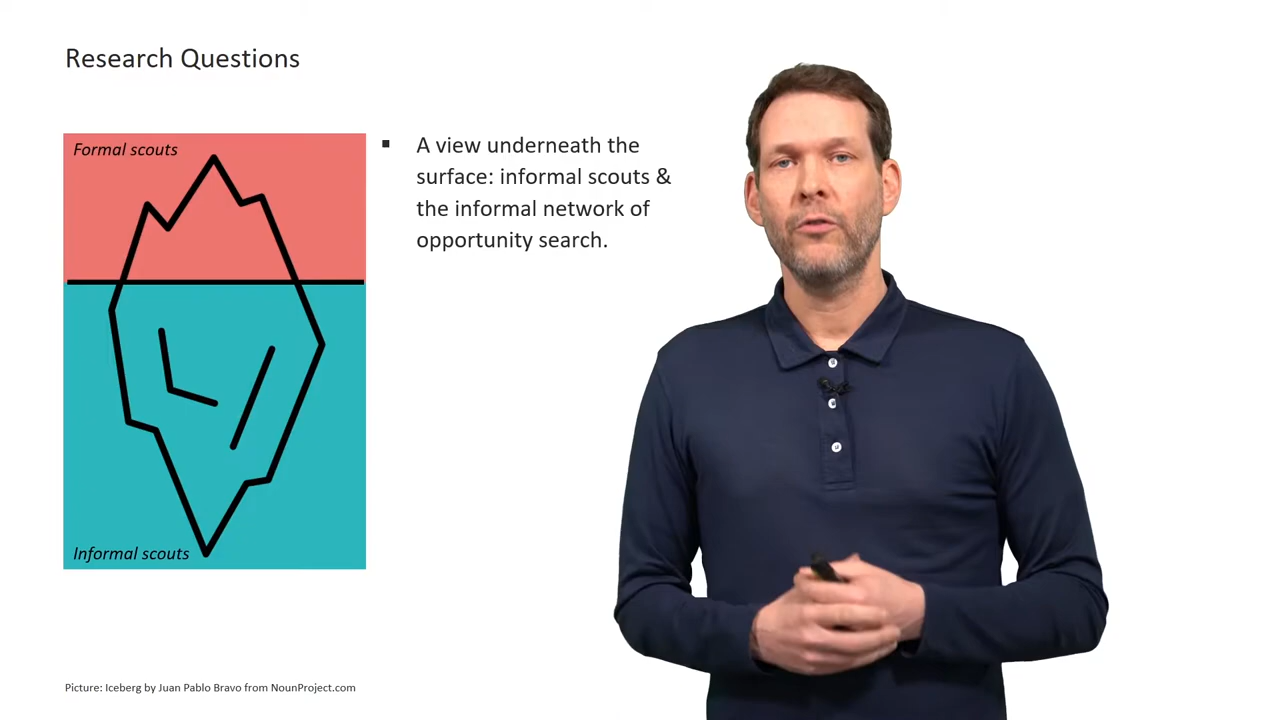 Research Questions
Formal scouts
▪ A view underneath the
surface: informal scouts &
the informal network of
opportunity search.
Informal scouts
Picture: Iceberg by Juan Pablo Bravo from NounProject.com